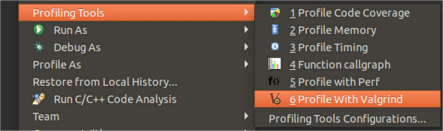 Profiling Tools
Run As
Debug As
Profile As
Restore from Local History...
Run C/C++ Code Analysis
Team
1 Profile Code Coverage
2 Profile Memory
3 Profile Timing
4 Function callgraph
f() 5 Profile with Perf
6 Profile With Valgrind
Profiling Tools Configurations...